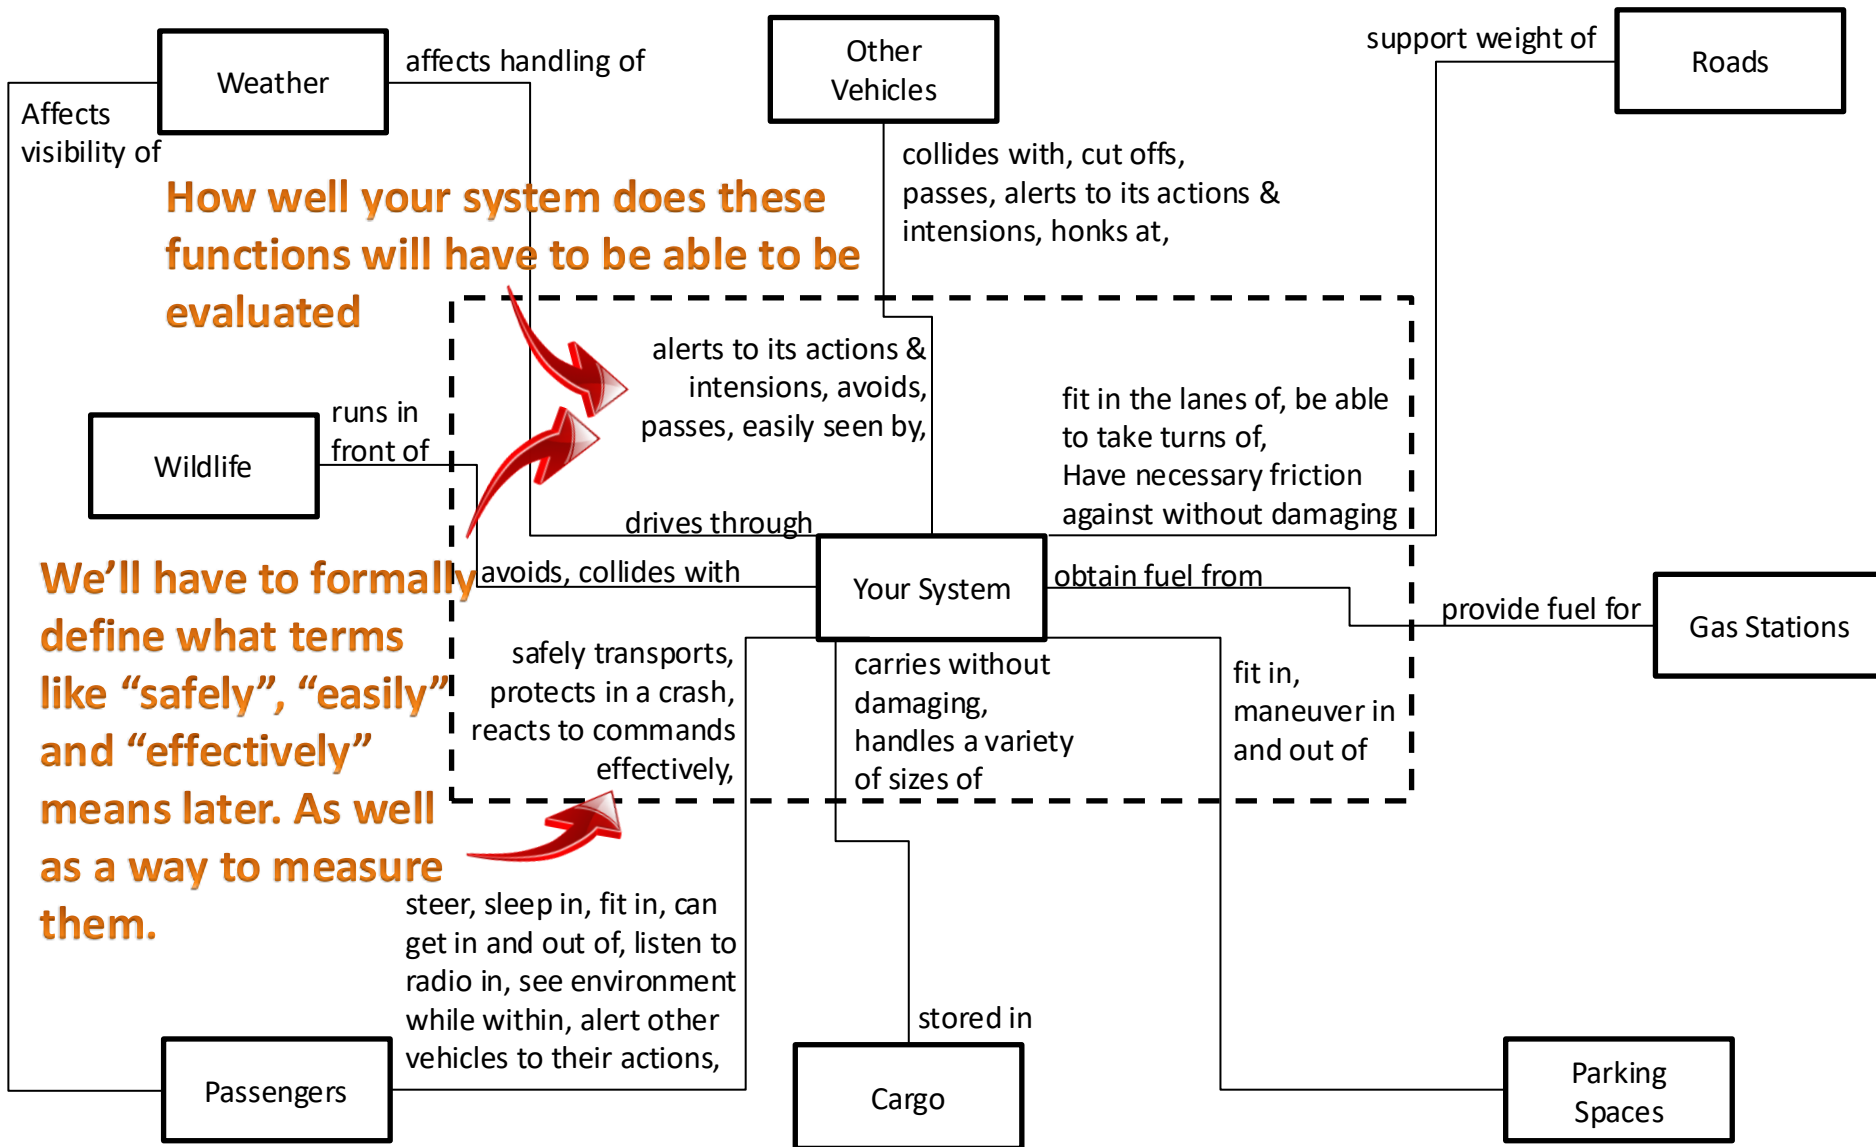 Weather
affects handling of
Other
Vehicles
support weight of
Roads
Affects
visibility of
collides with, cut offs,
passes, alerts to its actions &
intensions, honks at,
How well your system does these
functions will have to be able to be
evaluated
alerts to its actions &
intensions, avoids,
passes, easily seen by,
fit in the lanes of, be able
to take turns of,
Have necessary friction
against without damaging
runs in
front of
Wildlife
drives through
avoids, collides with
Your System
obtain fuel from
provide fuel for
Gas Stations
We’ll have to formally
define what terms
like “safely”, “easily”
and “effectively”
means later. As well
as a way to measure
them.
safely transports,
protects in a crash,
reacts to commands
effectively,
carries without
damaging,
handles a variety
of sizes of
fit in,
maneuver in
and out of
steer, sleep in, fit in, can
get in and out of, listen to
radio in, see environment
while within, alert other
vehicles to their actions,
Passengers
stored in
Cargo
Parking
Spaces